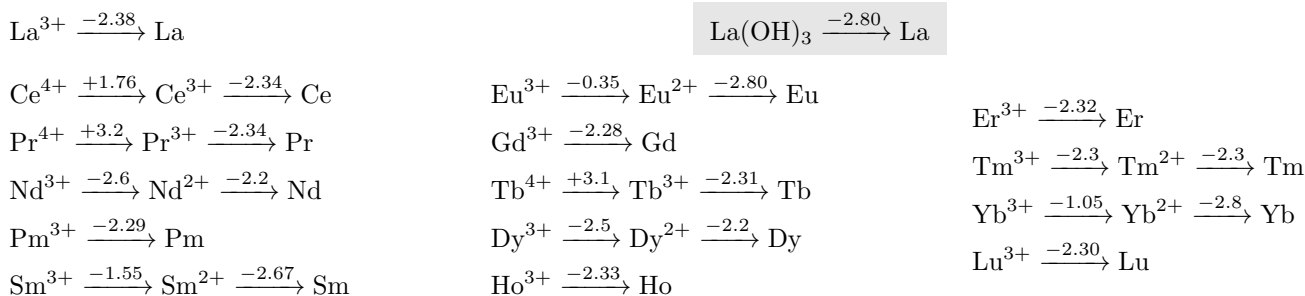 La³⁺ —−2.38→ La
La(OH)₃ —−2.80→ La
Ce⁴⁺ —+1.76→ Ce³⁺ —−2.34→ Ce
Pr⁴⁺ —+3.2→ Pr³⁺ —−2.34→ Pr
Nd³⁺ —−2.6→ Nd²⁺ —−2.2→ Nd
Pm³⁺ —−2.29→ Pm
Sm³⁺ —−1.55→ Sm²⁺ —−2.67→ Sm
Eu³⁺ —−0.35→ Eu²⁺ —−2.80→ Eu
Gd³⁺ —−2.28→ Gd
Tb⁴⁺ —+3.1→ Tb³⁺ —−2.31→ Tb
Dy³⁺ —−2.5→ Dy²⁺ —−2.2→ Dy
Ho³⁺ —−2.33→ Ho
Er³⁺ —−2.32→ Er
Tm³⁺ —−2.3→ Tm²⁺ —−2.3→ Tm
Yb³⁺ —−1.05→ Yb²⁺ —−2.8→ Yb
Lu³⁺ —−2.30→ Lu